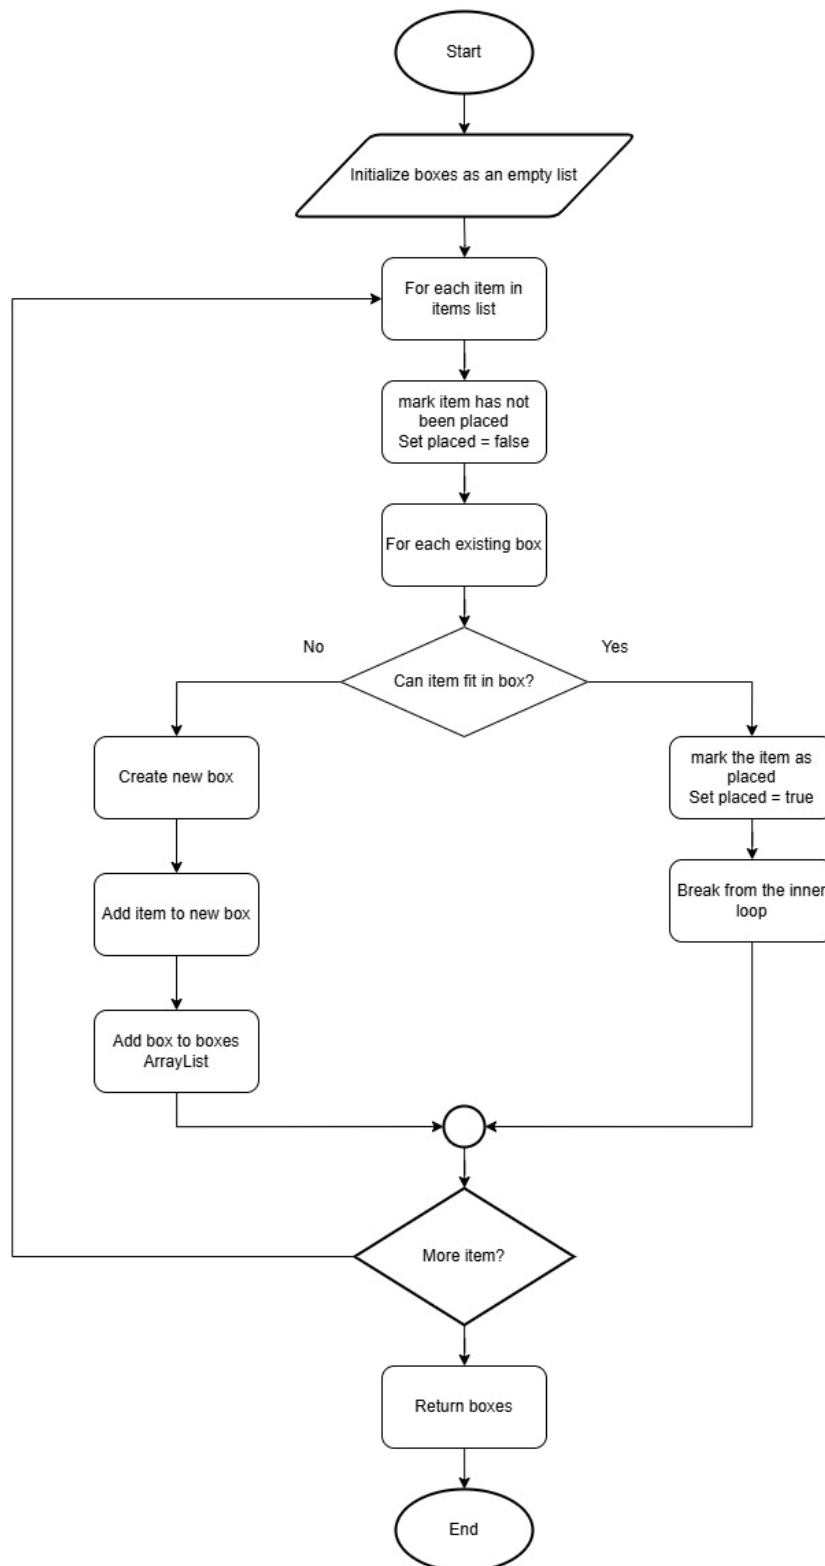 Start
Initialize boxes as an empty list
For each item in
items list
mark item has not
been placed
Set placed = false
For each existing box
No
Yes
Can item fit in box?
Create new box
mark the item as
placed
Set placed = true
Add item to new box
Break from the inner
loop
Add box to boxes
ArrayList
More item?
Return boxes
End